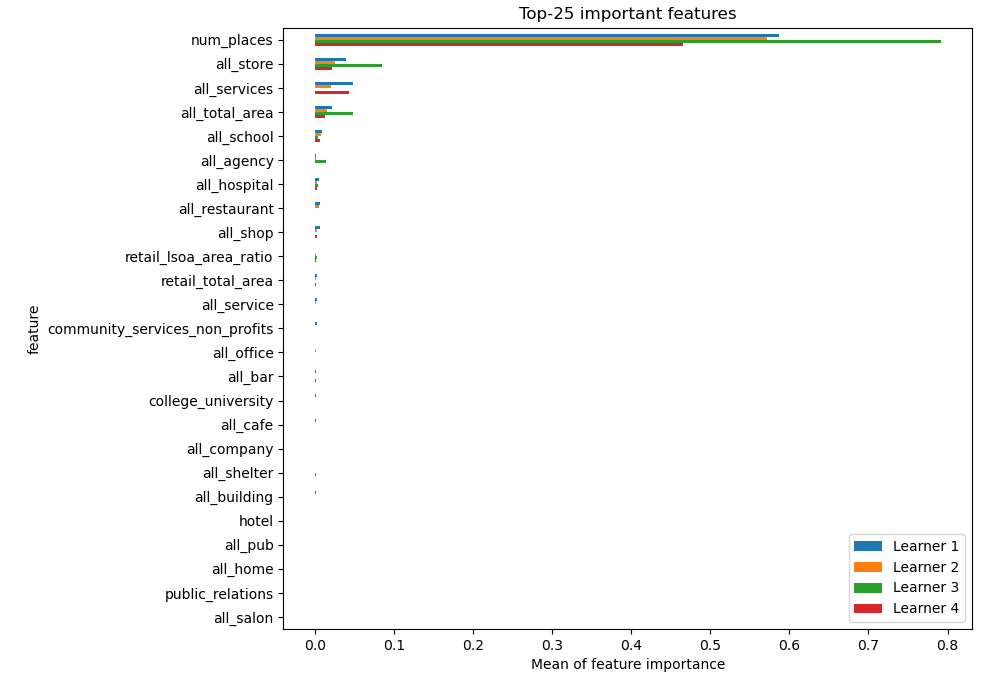 Top-25 important features
num_places
all_store
all_services
all_total_area
all_school
all_agency
all_hospital
all_restaurant
all_shop
retail_lsoa_area_ratio
retail_total_area
all_service
community_services_non_profits
all_office
all_bar
college_university
all_cafe
all_company
all_shelter
all_building
hotel
all_pub
all_home
public_relations
all_salon
feature
Learner 1
Learner 2
Learner 3
Learner 4
0.0 0.1 0.2 0.3 0.4 0.5 0.6 0.7 0.8
Mean of feature importance